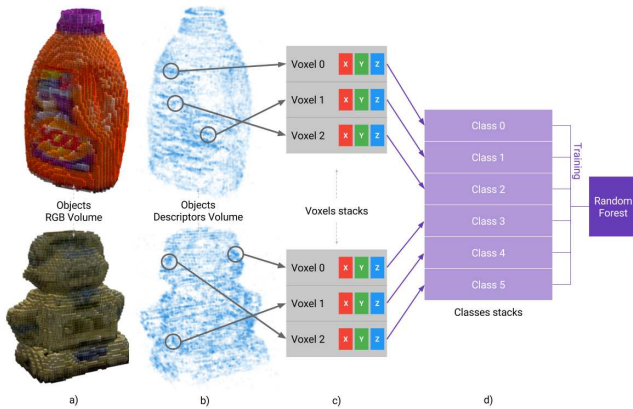 Objects
RGB Volume
Objects
Descriptors Volume
Voxel 0 X Y Z
Voxel 1 X Y Z
Voxel 2 X Y Z
Voxels stacks
Voxel 0 X Y Z
Voxel 1 X Y Z
Voxel 2 X Y Z
Class 0
Class 1
Class 2
Class 3
Class 4
Class 5
Classes stacks
Training
Random
Forest
a)
b)
c)
d)